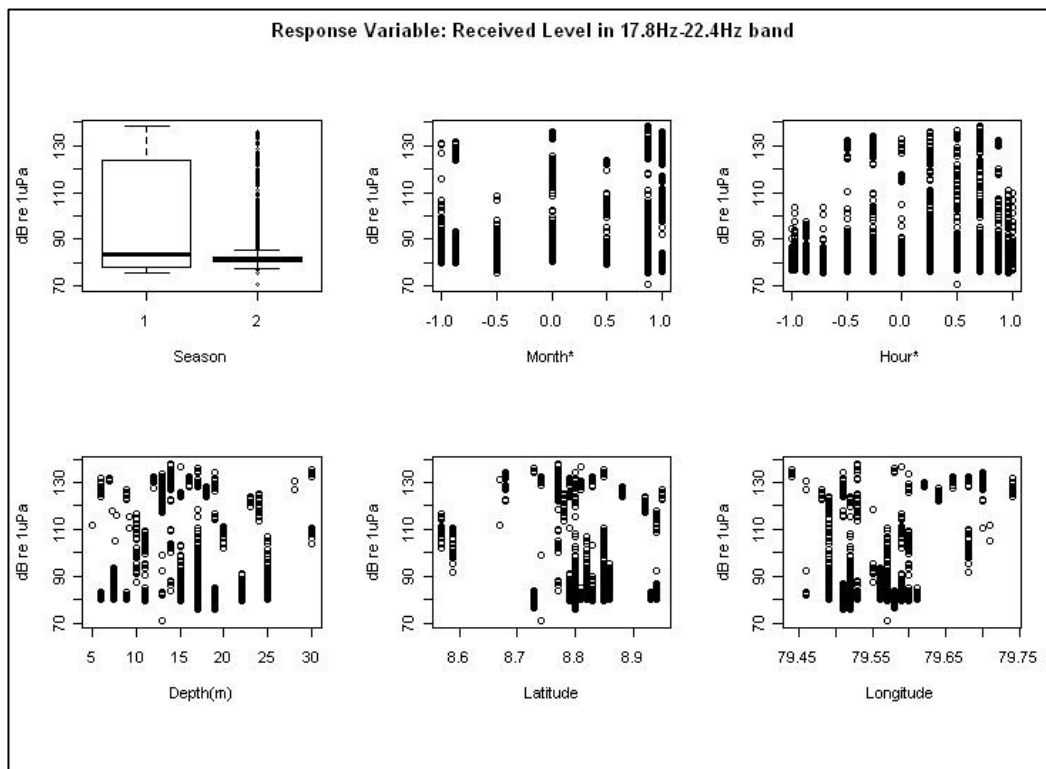 Response Variable: Received Level in 17.8Hz-22.4Hz band
dB re 1uPa
70 90 110 130
1 2
Season
dB re 1uPa
70 90 110 130
-1.0 -0.5 0.0 0.5 1.0
Month*
dB re 1uPa
70 90 110 130
-1.0 -0.5 0.0 0.5 1.0
Hour*
dB re 1uPa
70 90 110 130
5 10 15 20 25 30
Depth(m)
dB re 1uPa
70 90 110 130
8.6 8.7 8.8 8.9
Latitude
dB re 1uPa
70 90 110 130
79.45 79.55 79.65 79.75
Longitude